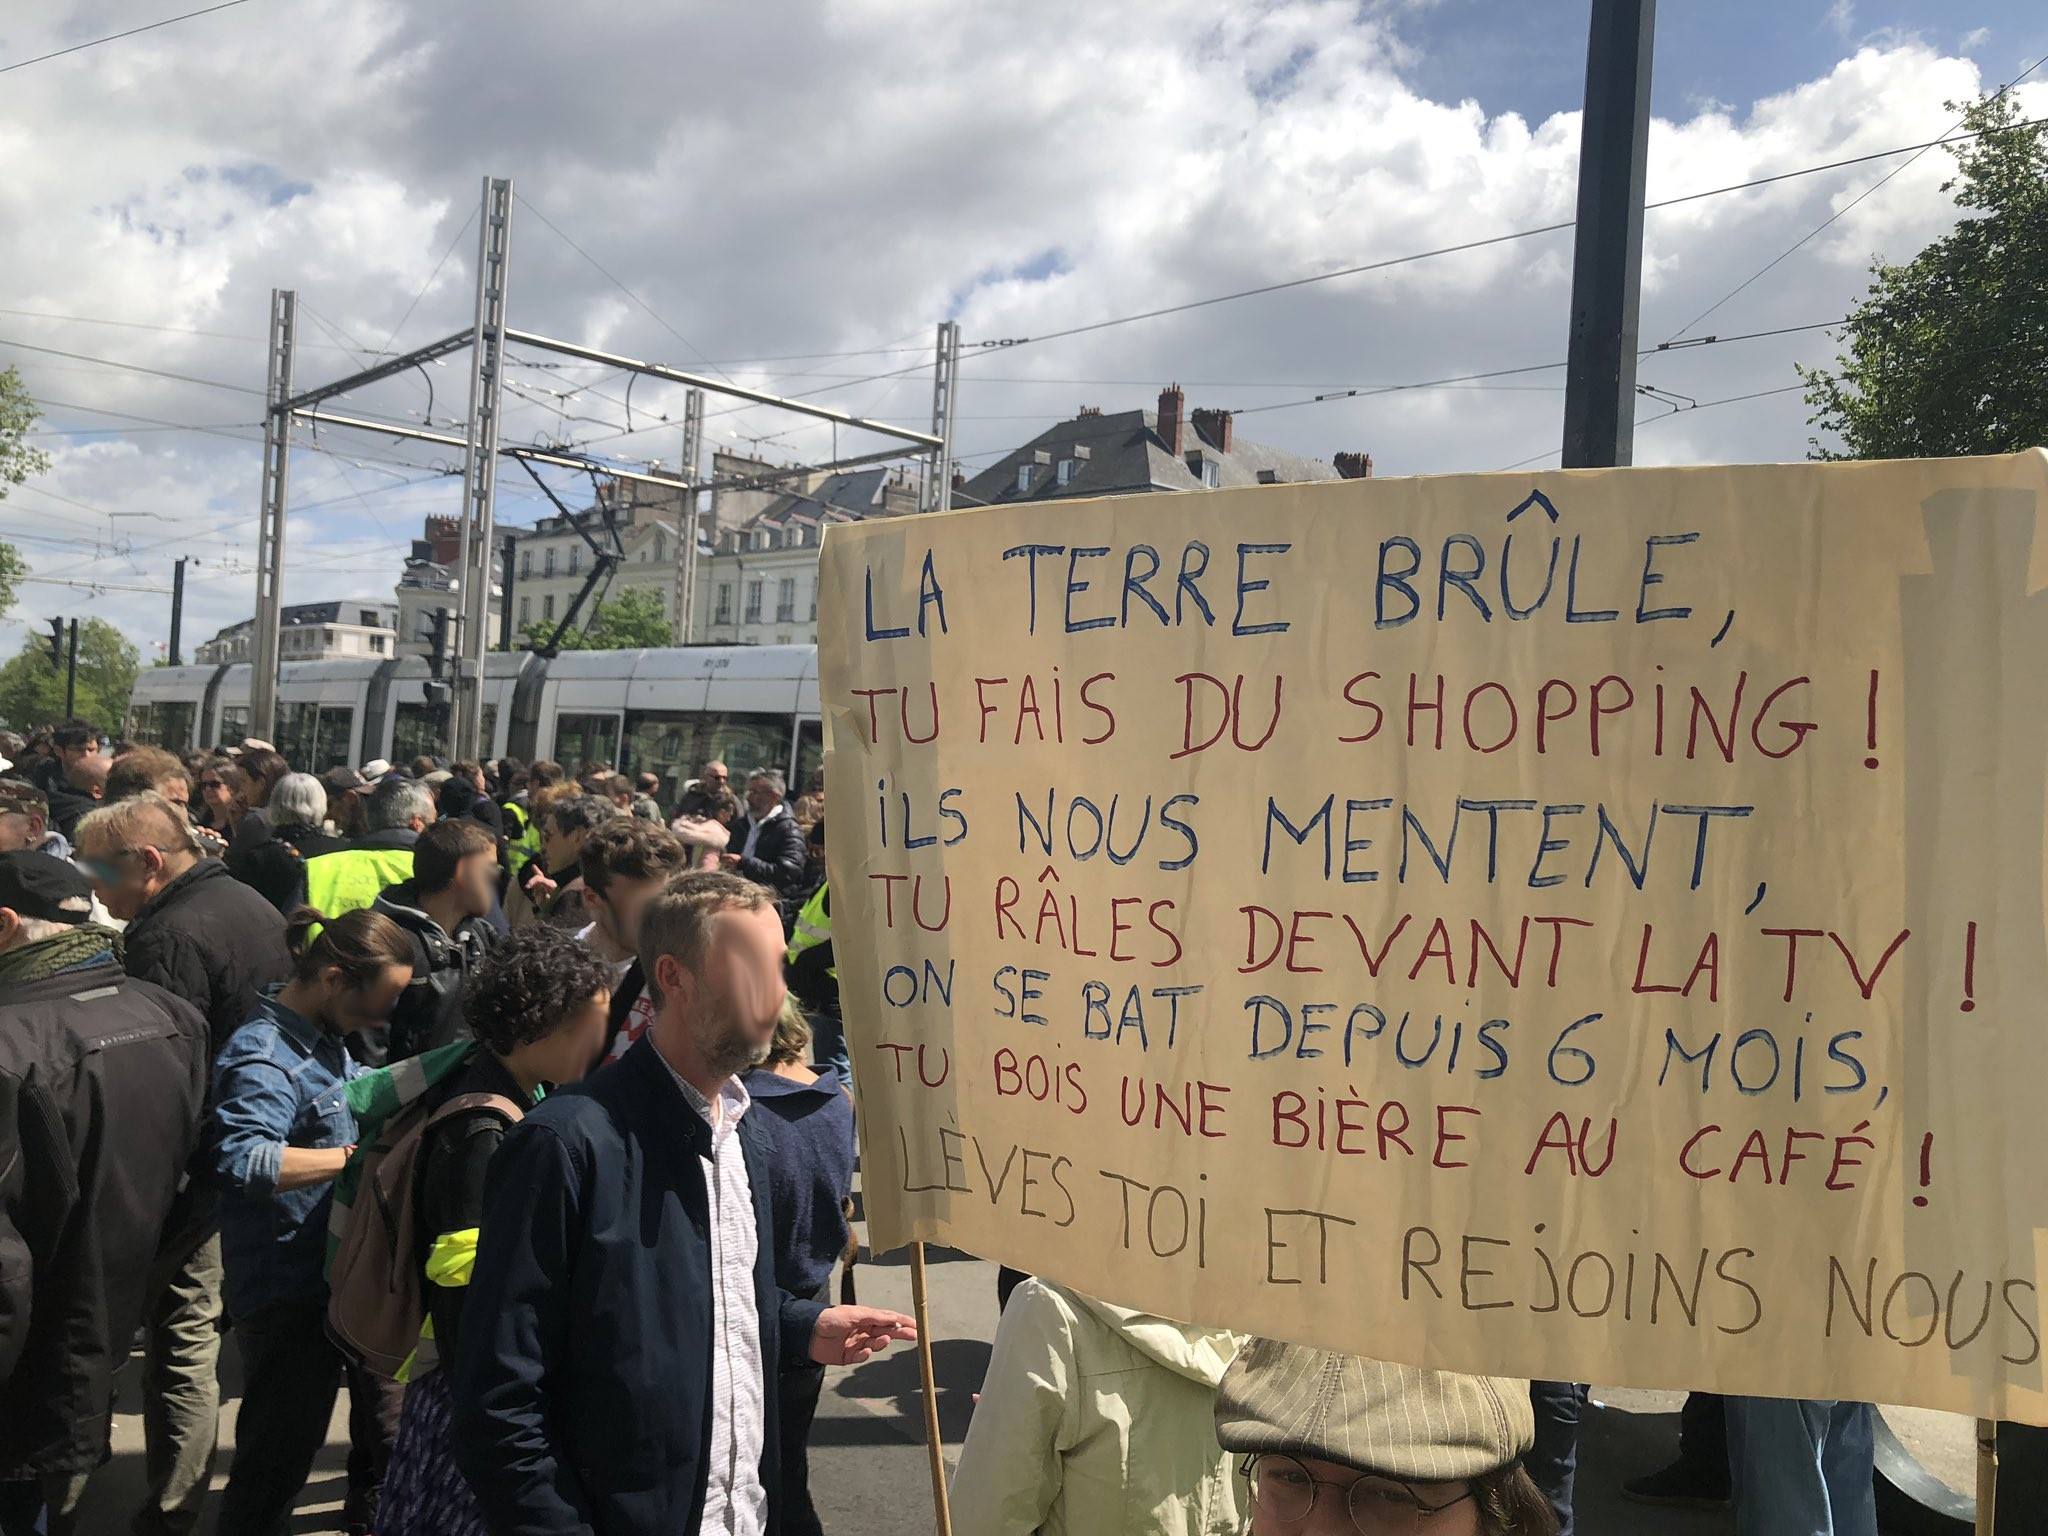 LA TERRE BRÛLE,
TU FAIS DU SHOPPING !
ILS NOUS MENTENT,
TU RÂLES DEVANT LA TV !
ON SE BAT DEPUIS 6 MOIS,
TU BOIS UNE BIÈRE AU CAFÉ !
LÈVES TOI ET REJOINS NOUS